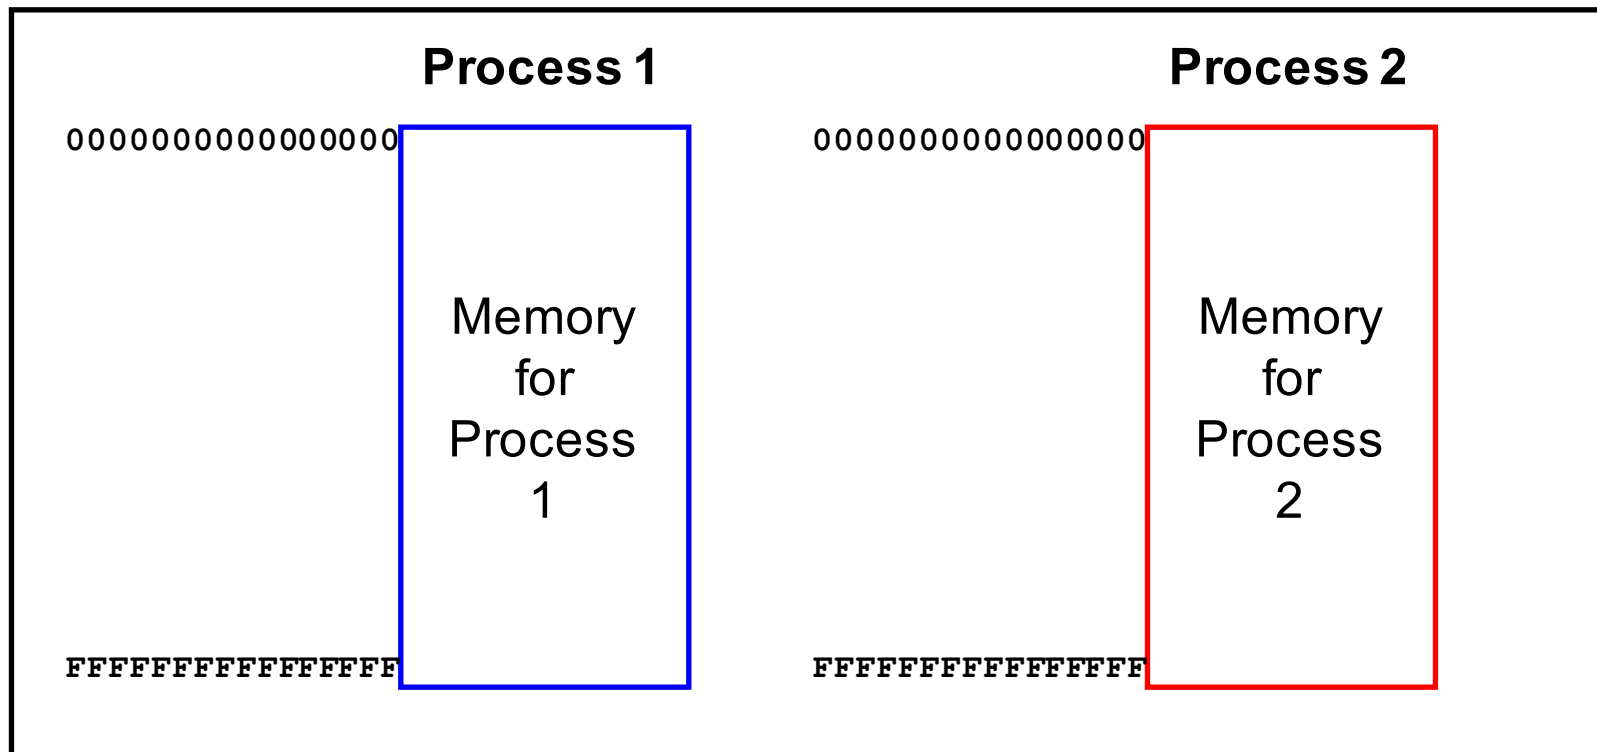 Process 1
Process 2
0000000000000000
0000000000000000
Memory
for
Process
1
Memory
for
Process
2
FFFFFFFFFFFFFFFF
FFFFFFFFFFFFFFFF